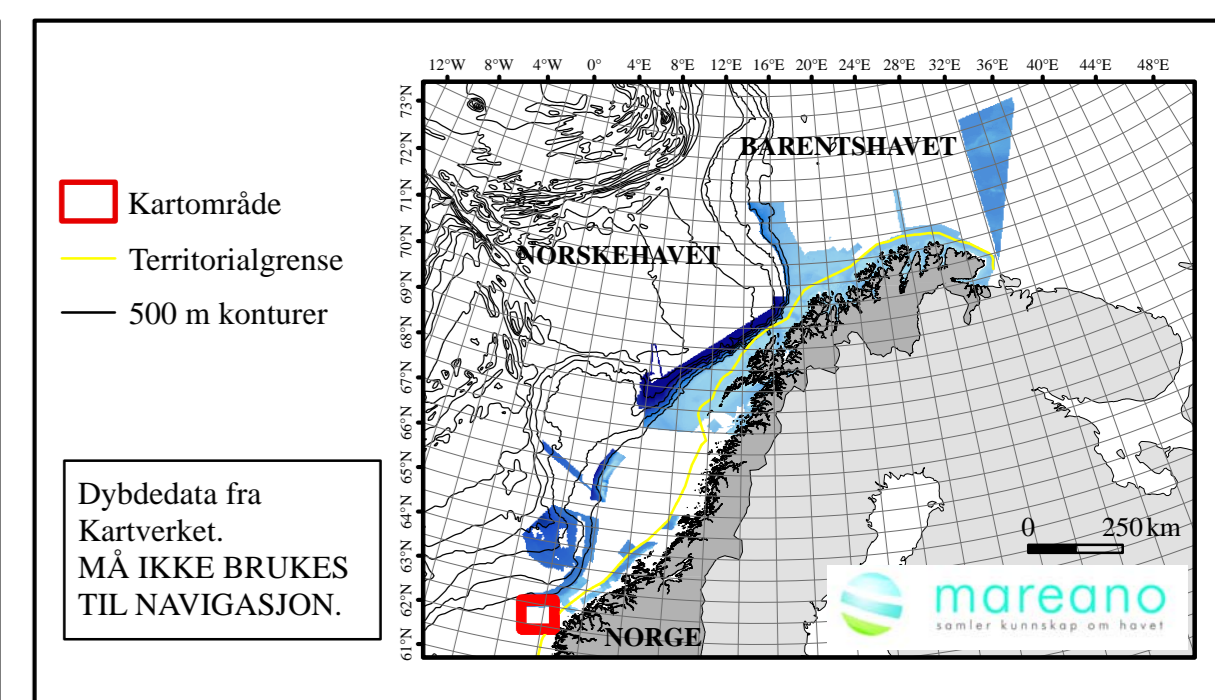 12°W 8°W 4°W 0° 4°E 8°E 12°E 16°E 20°E 24°E 28°E 32°E 36°E 40°E 44°E 48°E
73°N
72°N
71°N
70°N
69°N
68°N
67°N
66°N
65°N
64°N
63°N
62°N
61°N
BARENTSHAVET
NORSKEHAVET
NORGE
0 250 km
mareano
samler kunnskap om havet
Kartområde
Territorialgrense
500 m konturer
Dybdedata fra
Kartverket.
MÅ IKKE BRUKES
TIL NAVIGASJON.